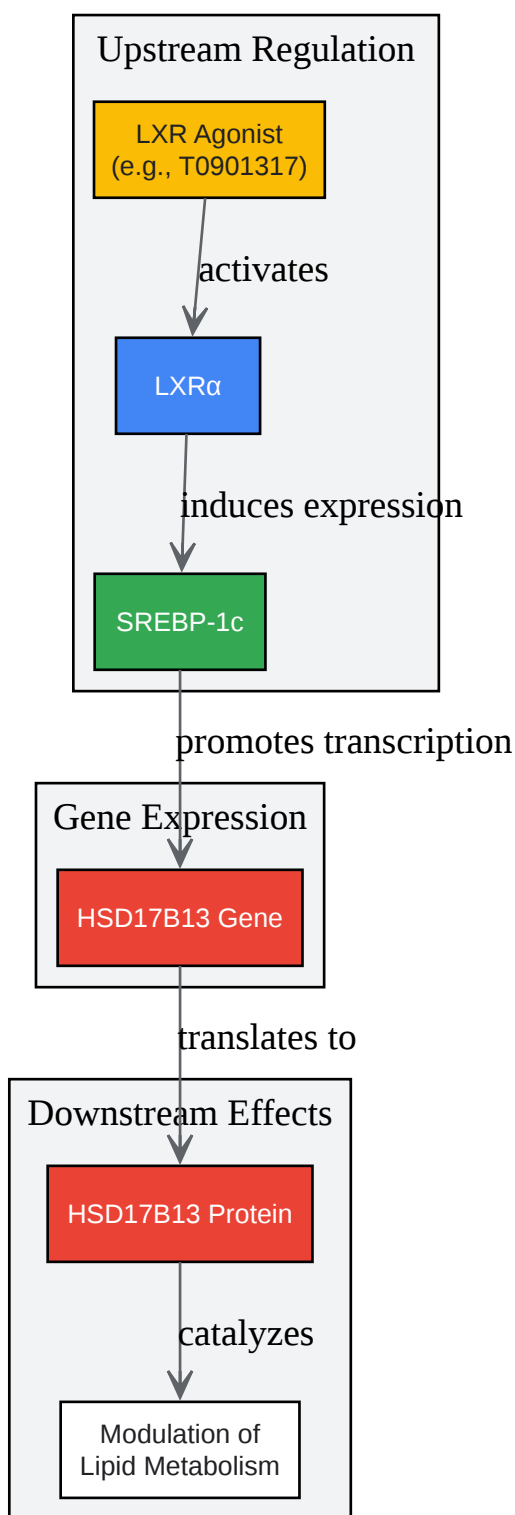 Upstream Regulation
LXR Agonist
(e.g., T0901317)
activates
LXRα
induces expression
SREBP-1c
promotes transcription
Gene Expression
HSD17B13 Gene
translates to
Downstream Effects
HSD17B13 Protein
catalyzes
Modulation of
Lipid Metabolism